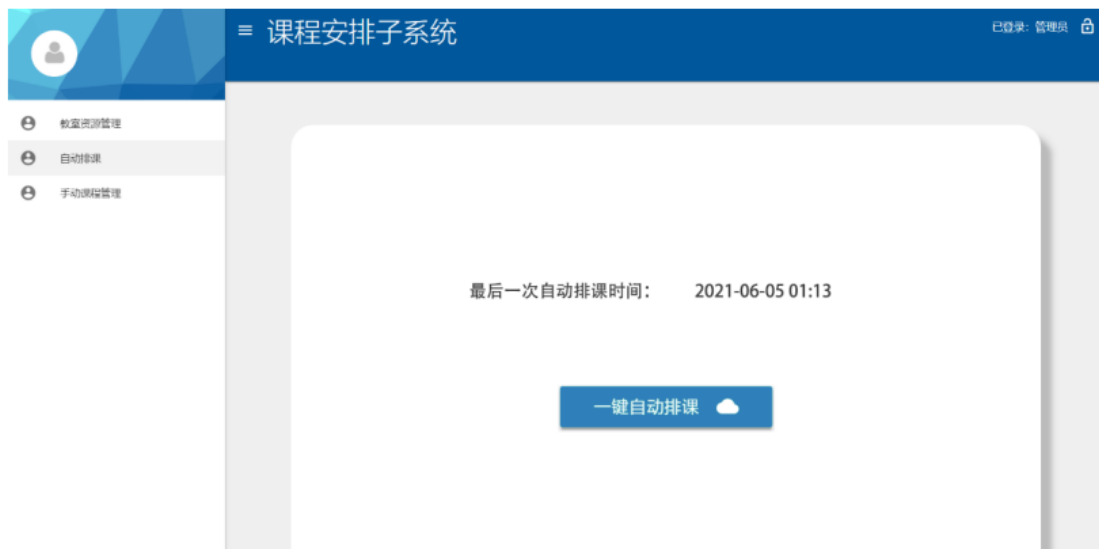 课程安排子系统
已登录: 管理员
教室资源管理
自动排课
手动课程管理
最后一次自动排课时间: 2021-06-05 01:13
一键自动排课